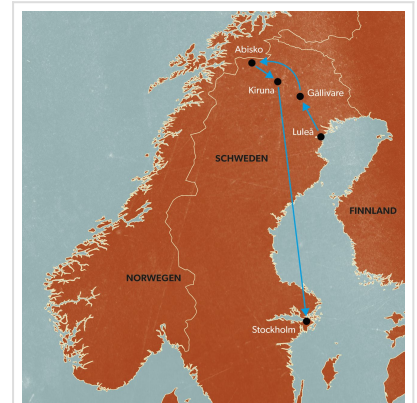 Abisko
Kiruna
Gällivare
Luleå
SCHWEDEN
FINNLAND
NORWEGEN
Stockholm